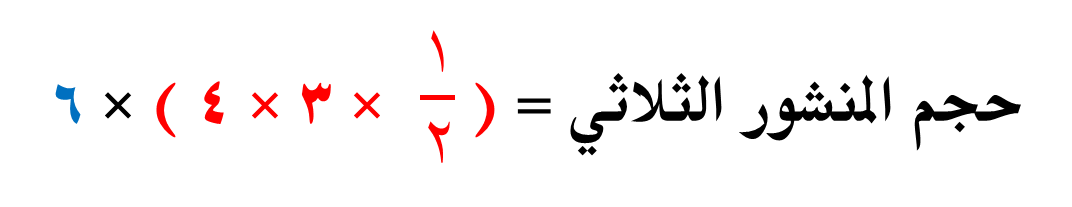 حجم المنشور الثلاثي = ( ١/٢ × ٣ × ٤ ) × ٦